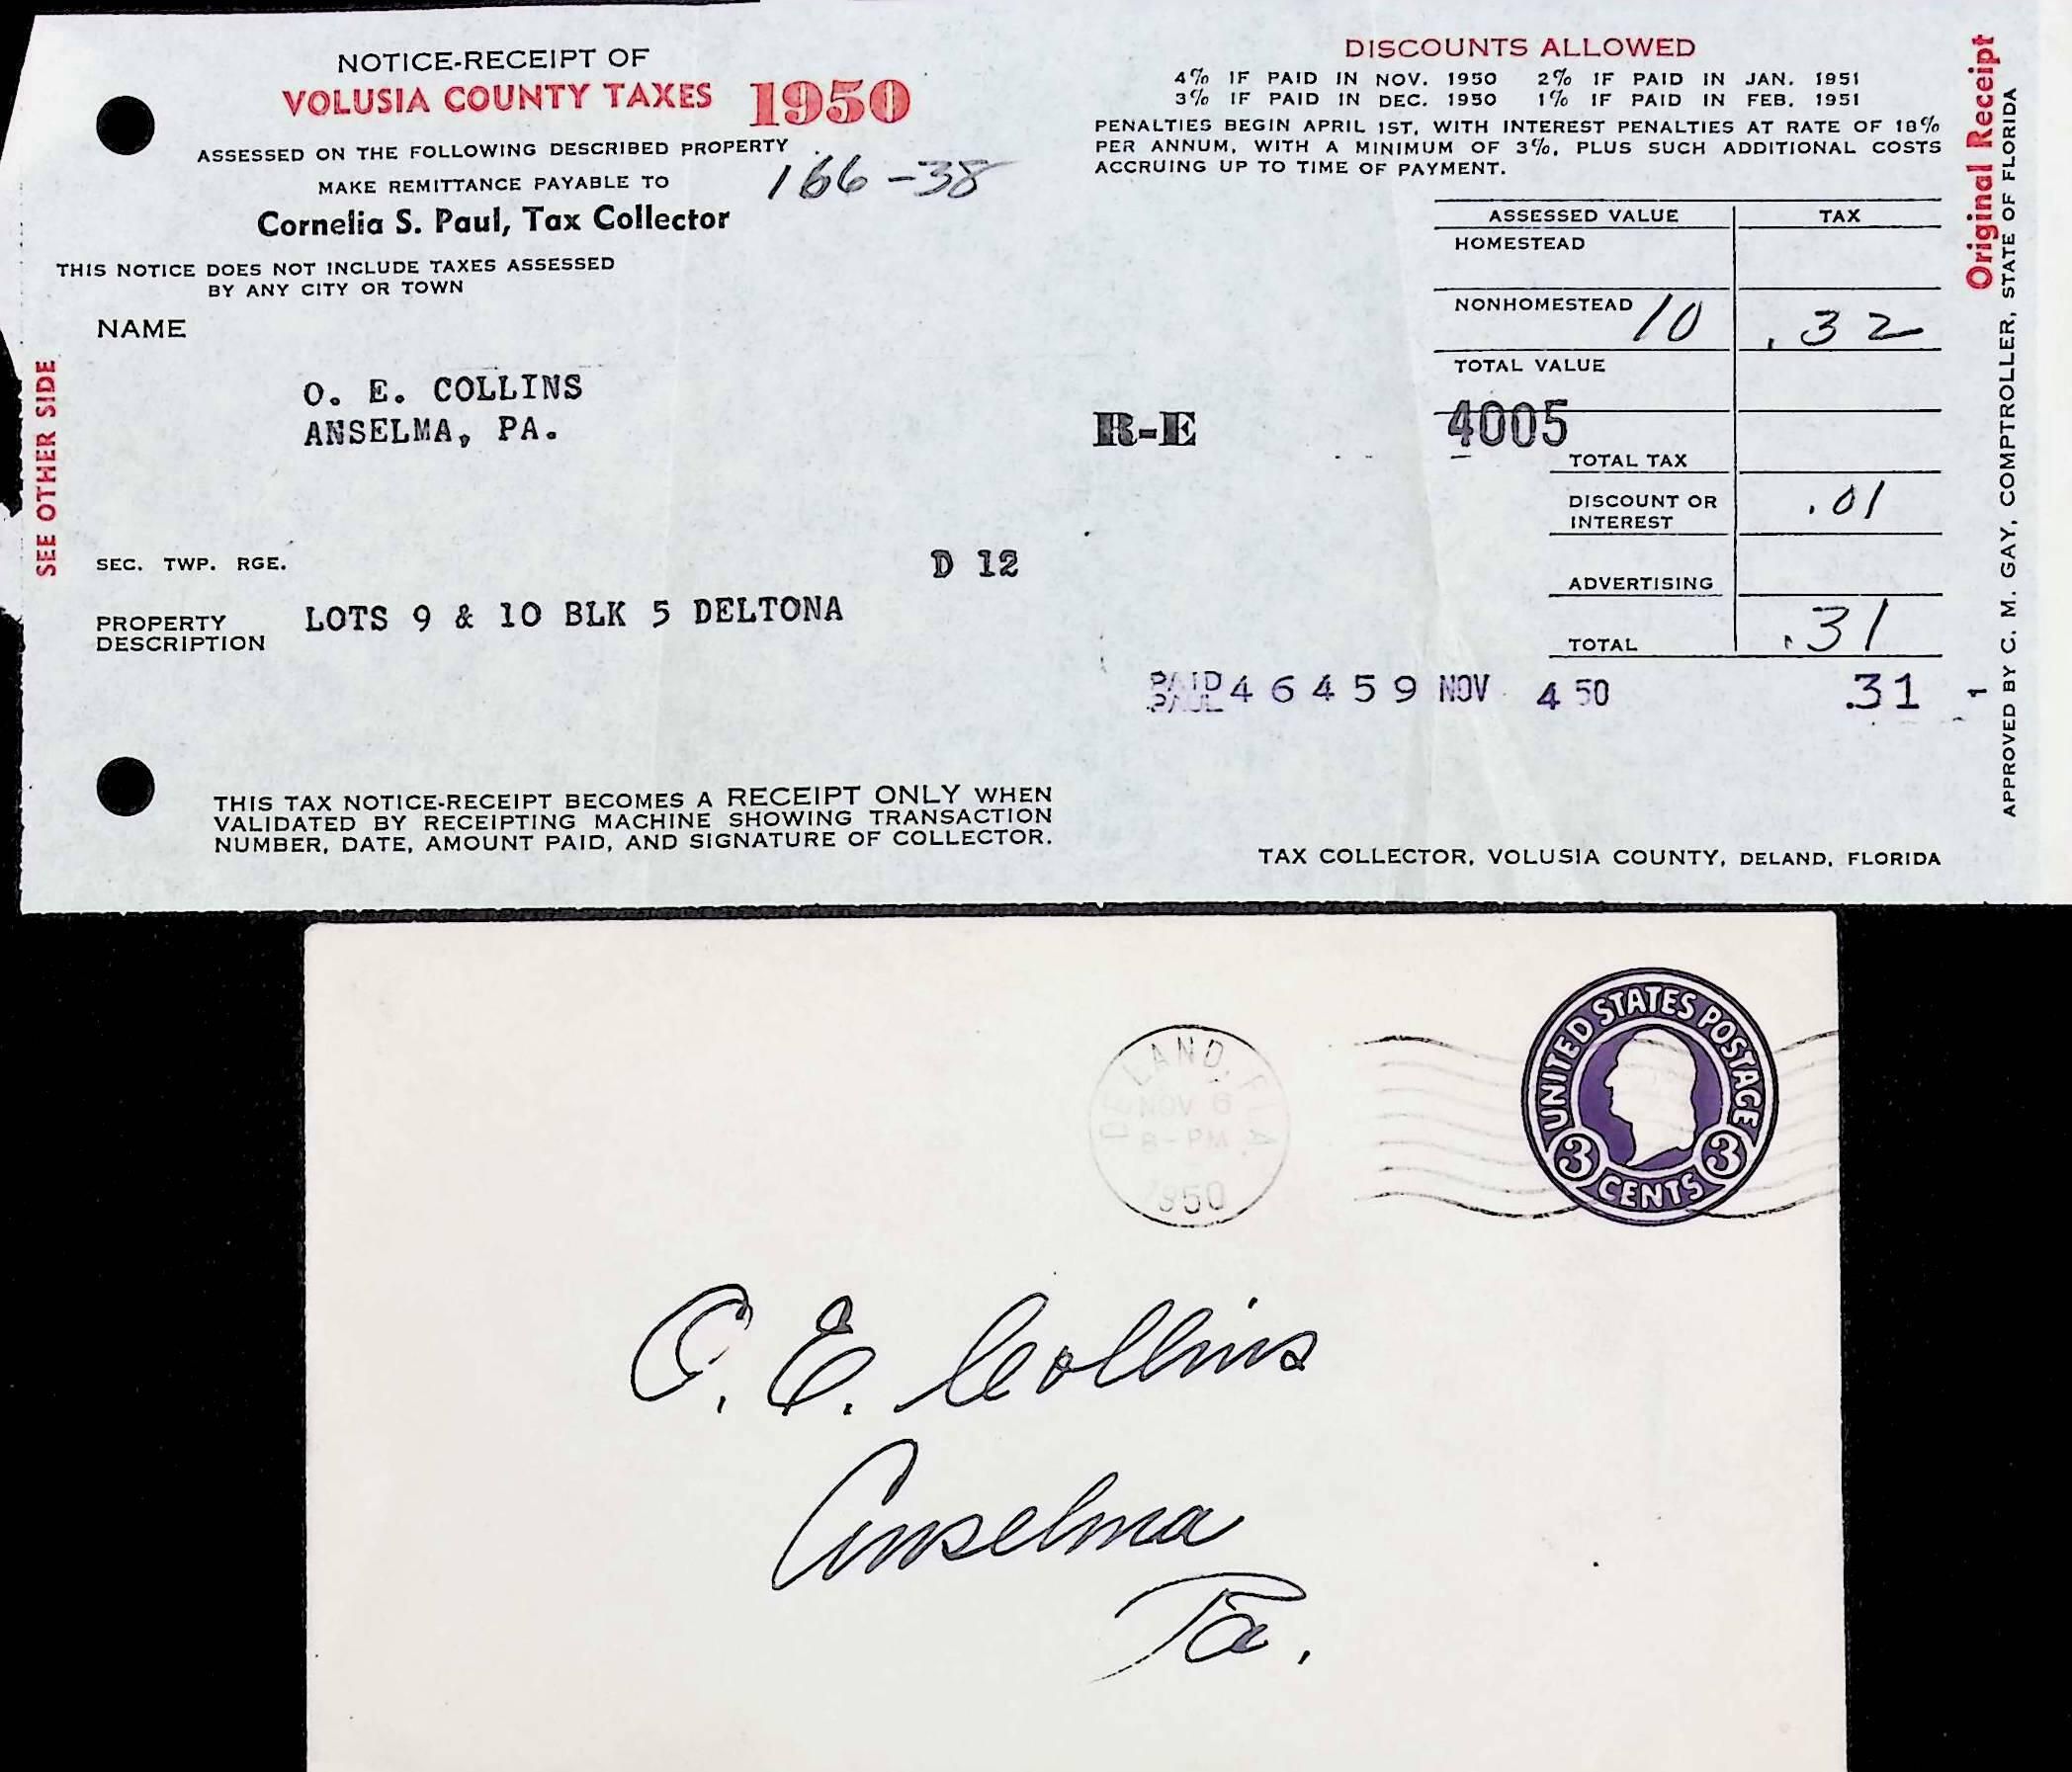 NOTICE-RECEIPT OF
VOLUSIA COUNTY TAXES 1950
ASSESSED ON THE FOLLOWING DESCRIBED PROPERTY
166-38
MAKE REMITTANCE PAYABLE TO
Cornelia S. Paul, Tax Collector
THIS NOTICE DOES NOT INCLUDE TAXES ASSESSED
BY ANY CITY OR TOWN
NAME
O. E. COLLINS
ANSELMA, PA.
SEE OTHER SIDE
SEC. TWP. RGE.
D 12
PROPERTY
DESCRIPTION
LOTS 9 & 10 BLK 5 DELTONA
THIS TAX NOTICE-RECEIPT BECOMES A RECEIPT ONLY WHEN
VALIDATED BY RECEIPTING MACHINE SHOWING TRANSACTION
NUMBER, DATE, AMOUNT PAID, AND SIGNATURE OF COLLECTOR.
DISCOUNTS ALLOWED
4% IF PAID IN NOV. 1950 2% IF PAID IN JAN. 1951
3% IF PAID IN DEC. 1950 1% IF PAID IN FEB. 1951
PENALTIES BEGIN APRIL 1ST, WITH INTEREST PENALTIES AT RATE OF 18%
PER ANNUM, WITH A MINIMUM OF 3%, PLUS SUCH ADDITIONAL COSTS
ACCRUING UP TO TIME OF PAYMENT.
ASSESSED VALUE TAX
HOMESTEAD
NONHOMESTEAD 10 .32
TOTAL VALUE
R-E 4005
TOTAL TAX
DISCOUNT OR
INTEREST .01
ADVERTISING
TOTAL .31
PAID
PAUL 46459 NOV 4 50 .31
TAX COLLECTOR, VOLUSIA COUNTY, DELAND, FLORIDA
Original Receipt
APPROVED BY C. M. GAY, COMPTROLLER, STATE OF FLORIDA
DELAND, FLA
NOV 6
8-PM
1950
UNITED STATES POSTAGE
3 CENTS 3
O. E. Collins
Anselma
Pa.